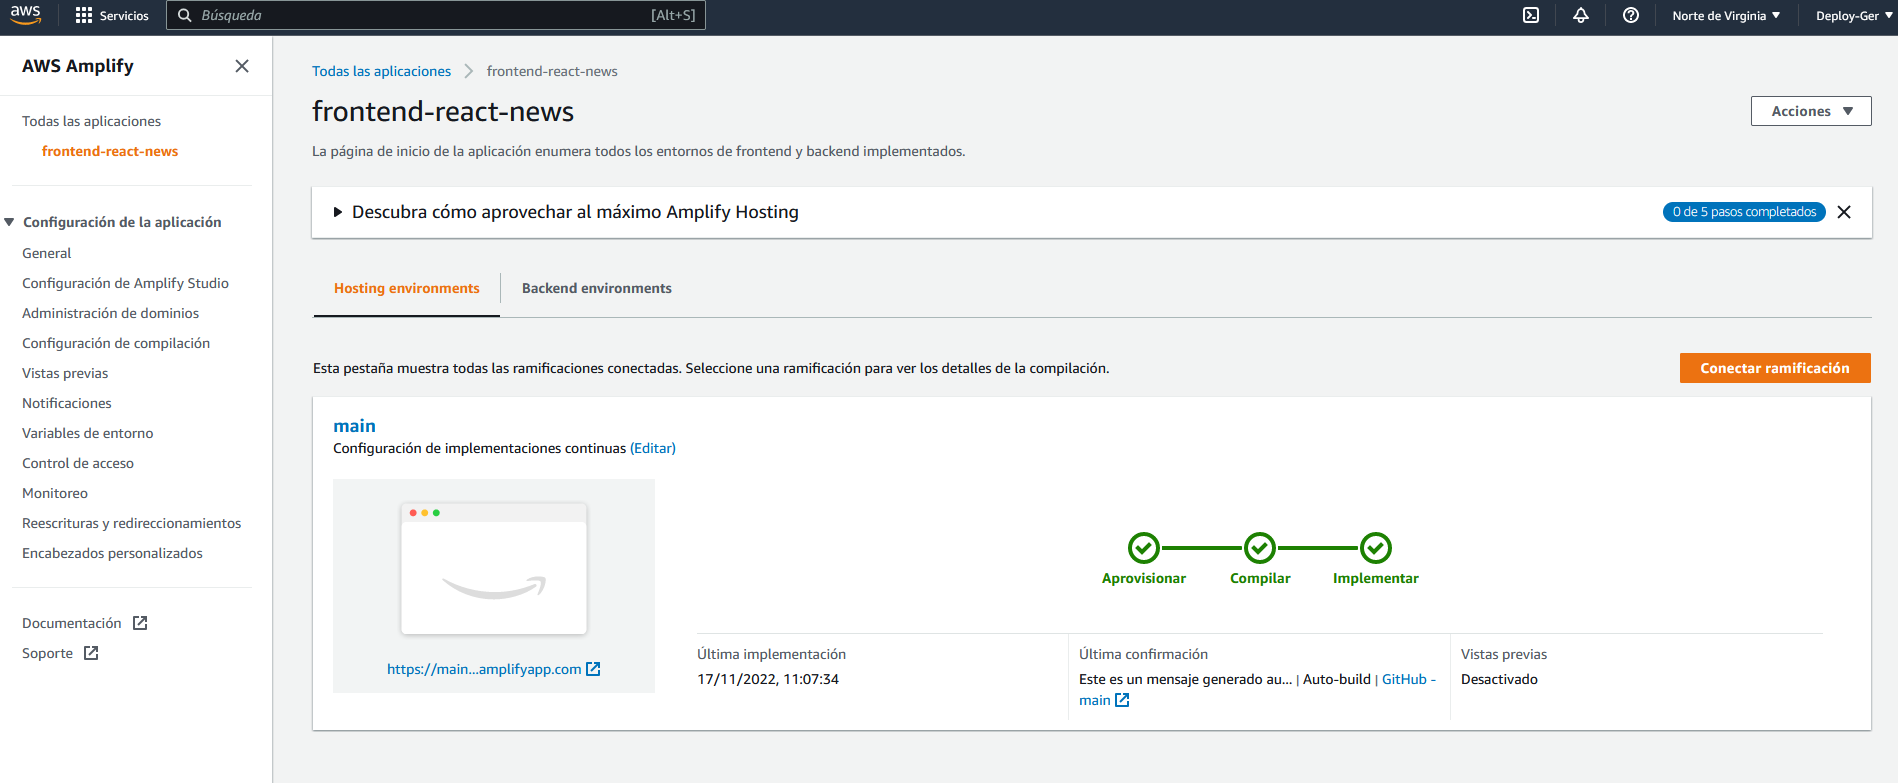 aws
Servicios
Búsqueda
[Alt+S]
Norte de Virginia
Deploy-Ger
AWS Amplify
Todas las aplicaciones
frontend-react-news
Configuración de la aplicación
General
Configuración de Amplify Studio
Administración de dominios
Configuración de compilación
Vistas previas
Notificaciones
Variables de entorno
Control de acceso
Monitoreo
Reescrituras y redireccionamientos
Encabezados personalizados
Documentación
Soporte
Todas las aplicaciones
frontend-react-news
frontend-react-news
Acciones
La página de inicio de la aplicación enumera todos los entornos de frontend y backend implementados.
Descubra cómo aprovechar al máximo Amplify Hosting
0 de 5 pasos completados
Hosting environments
Backend environments
Esta pestaña muestra todas las ramificaciones conectadas. Seleccione una ramificación para ver los detalles de la compilación.
Conectar ramificación
main
Configuración de implementaciones continuas (Editar)
https://main...amplifyapp.com
Aprovisionar
Compilar
Implementar
Última implementación
17/11/2022, 11:07:34
Última confirmación
Este es un mensaje generado au... | Auto-build | GitHub -
main
Vistas previas
Desactivado